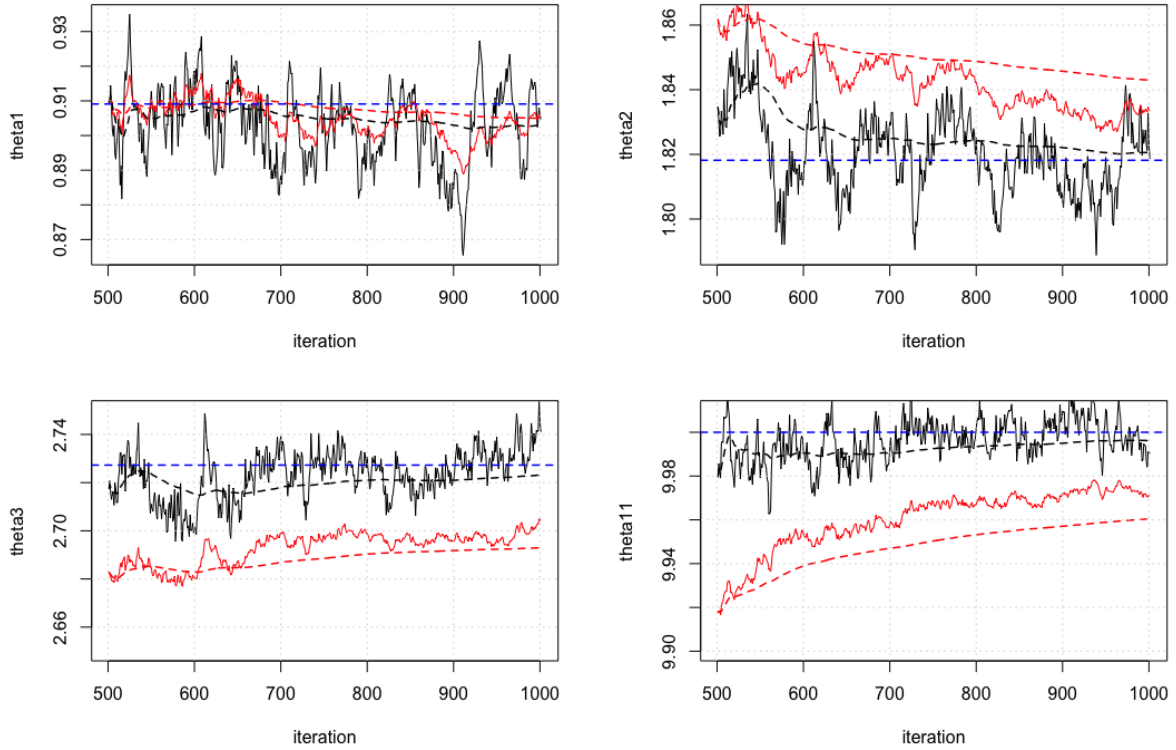 theta1
0.87 0.89 0.91 0.93
500 600 700 800 900 1000
iteration
theta2
1.80 1.82 1.84 1.86
500 600 700 800 900 1000
iteration
theta3
2.66 2.70 2.74
500 600 700 800 900 1000
iteration
theta11
9.90 9.94 9.98
500 600 700 800 900 1000
iteration